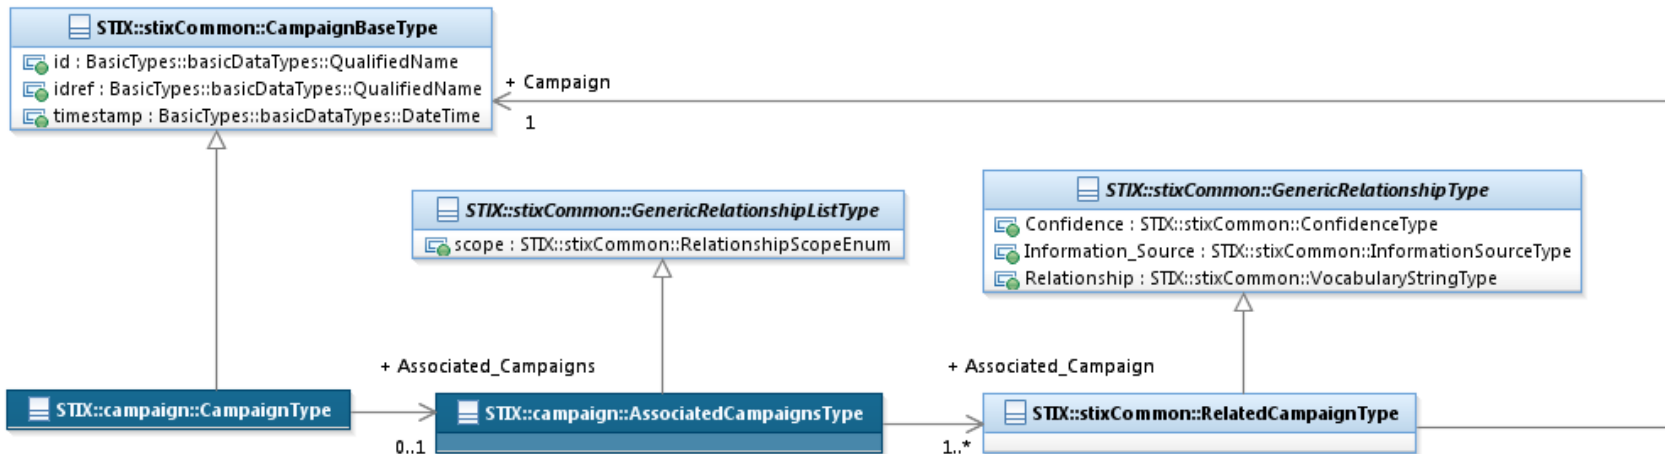 STIX::stixCommon::CampaignBaseType
id : BasicTypes::basicDataTypes::QualifiedName
idref : BasicTypes::basicDataTypes::QualifiedName
timestamp : BasicTypes::basicDataTypes::DateTime
+ Campaign
1
STIX::stixCommon::GenericRelationshipListType
scope : STIX::stixCommon::RelationshipScopeEnum
STIX::stixCommon::GenericRelationshipType
Confidence : STIX::stixCommon::ConfidenceType
Information_Source : STIX::stixCommon::InformationSourceType
Relationship : STIX::stixCommon::VocabularyStringType
+ Associated_Campaigns
+ Associated_Campaign
STIX::campaign::CampaignType
STIX::campaign::AssociatedCampaignsType
STIX::stixCommon::RelatedCampaignType
0..1
1..*